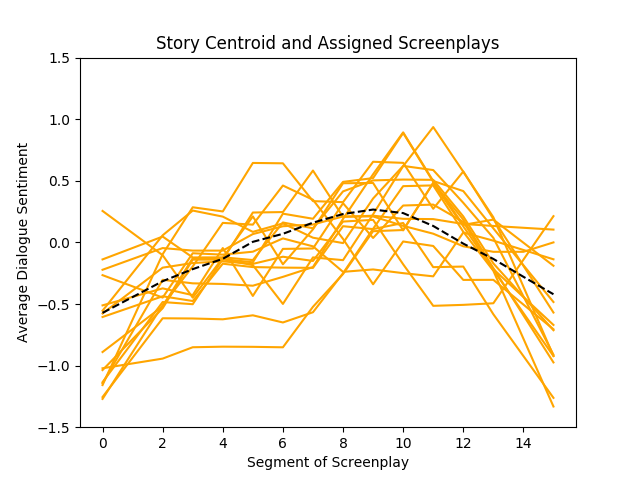 Story Centroid and Assigned Screenplays
1.5
1.0
0.5
0.0
−0.5
−1.0
−1.5
Average Dialogue Sentiment
0 2 4 6 8 10 12 14
Segment of Screenplay